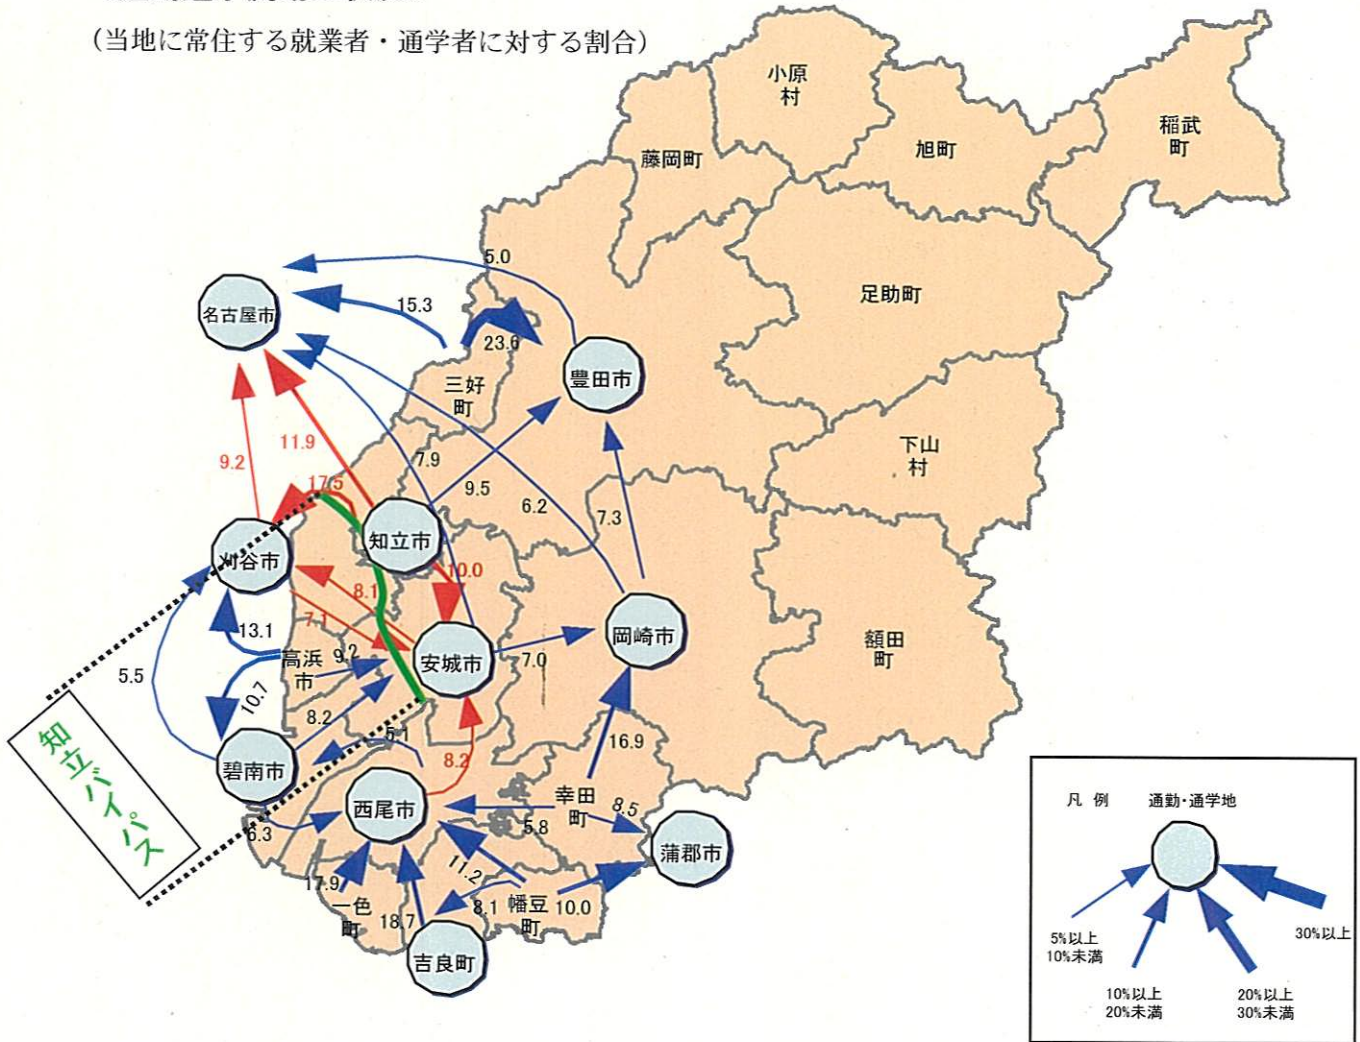 （当地に常住する就業者・通学者に対する割合）
小原
村
稲武
町
旭町
藤岡町
足助町
5.0
名古屋市
15.3
23.6
豊田市
三好
町
下山
村
11.9
7.9
9.2
17.5
9.5
6.2
7.3
知立市
刈谷市
10.0
8.1
7.1
13.1
岡崎市
額田
町
高浜
市
9.2
安城市
7.0
5.5
10.7
8.2
5.1
16.9
知立バイパス
碧南市
8.2
西尾市
幸田
町
8.5
6.3
5.8
蒲郡市
11.2
17.9
一色
町
18.7
8.1
幡豆
町
10.0
吉良町
凡 例
通勤・通学地
5%以上
10%未満
30%以上
10%以上
20%未満
20%以上
30%未満